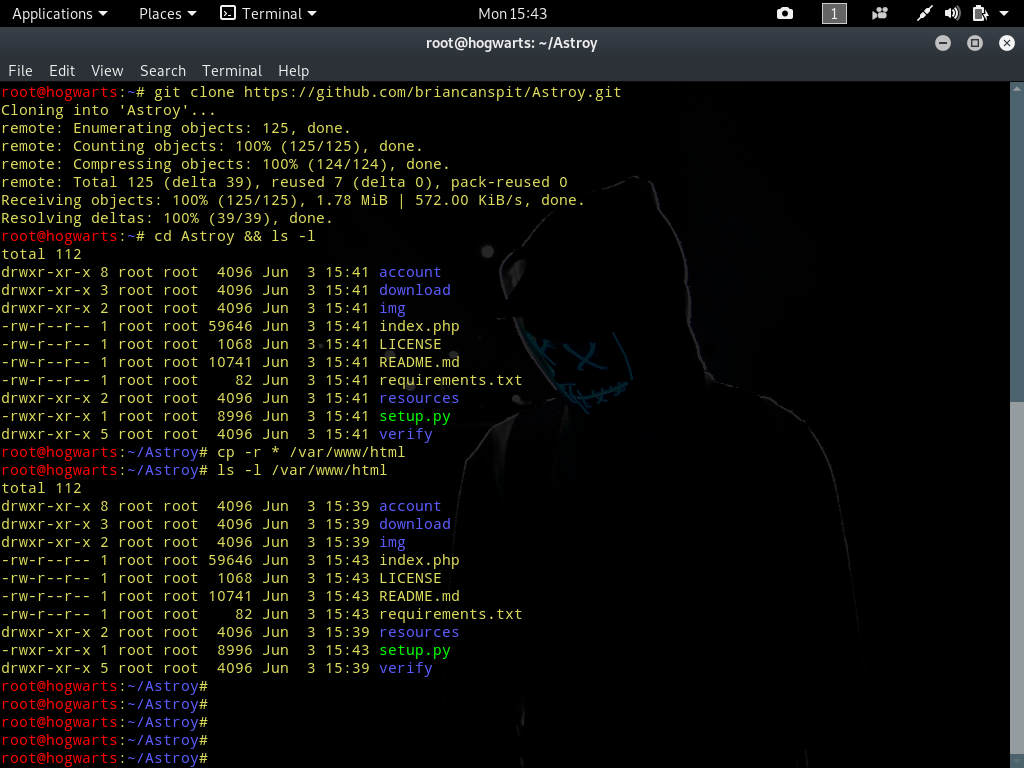 Applications Places Terminal Mon 15:43 1
root@hogwarts: ~/Astroy
File Edit View Search Terminal Help
root@hogwarts:~# git clone https://github.com/briancanspit/Astroy.git
Cloning into 'Astroy'...
remote: Enumerating objects: 125, done.
remote: Counting objects: 100% (125/125), done.
remote: Compressing objects: 100% (124/124), done.
remote: Total 125 (delta 39), reused 7 (delta 0), pack-reused 0
Receiving objects: 100% (125/125), 1.78 MiB | 572.00 KiB/s, done.
Resolving deltas: 100% (39/39), done.
root@hogwarts:~# cd Astroy && ls -l
total 112
drwxr-xr-x 8 root root  4096 Jun  3 15:41 account
drwxr-xr-x 3 root root  4096 Jun  3 15:41 download
drwxr-xr-x 2 root root  4096 Jun  3 15:41 img
-rw-r--r-- 1 root root 59646 Jun  3 15:41 index.php
-rw-r--r-- 1 root root  1068 Jun  3 15:41 LICENSE
-rw-r--r-- 1 root root 10741 Jun  3 15:41 README.md
-rw-r--r-- 1 root root    82 Jun  3 15:41 requirements.txt
drwxr-xr-x 2 root root  4096 Jun  3 15:41 resources
-rwxr-xr-x 1 root root  8996 Jun  3 15:41 setup.py
drwxr-xr-x 5 root root  4096 Jun  3 15:41 verify
root@hogwarts:~/Astroy# cp -r * /var/www/html
root@hogwarts:~/Astroy# ls -l /var/www/html
total 112
drwxr-xr-x 8 root root  4096 Jun  3 15:39 account
drwxr-xr-x 3 root root  4096 Jun  3 15:39 download
drwxr-xr-x 2 root root  4096 Jun  3 15:39 img
-rw-r--r-- 1 root root 59646 Jun  3 15:43 index.php
-rw-r--r-- 1 root root  1068 Jun  3 15:43 LICENSE
-rw-r--r-- 1 root root 10741 Jun  3 15:43 README.md
-rw-r--r-- 1 root root    82 Jun  3 15:43 requirements.txt
drwxr-xr-x 2 root root  4096 Jun  3 15:39 resources
-rwxr-xr-x 1 root root  8996 Jun  3 15:43 setup.py
drwxr-xr-x 5 root root  4096 Jun  3 15:39 verify
root@hogwarts:~/Astroy#
root@hogwarts:~/Astroy#
root@hogwarts:~/Astroy#
root@hogwarts:~/Astroy#
root@hogwarts:~/Astroy#